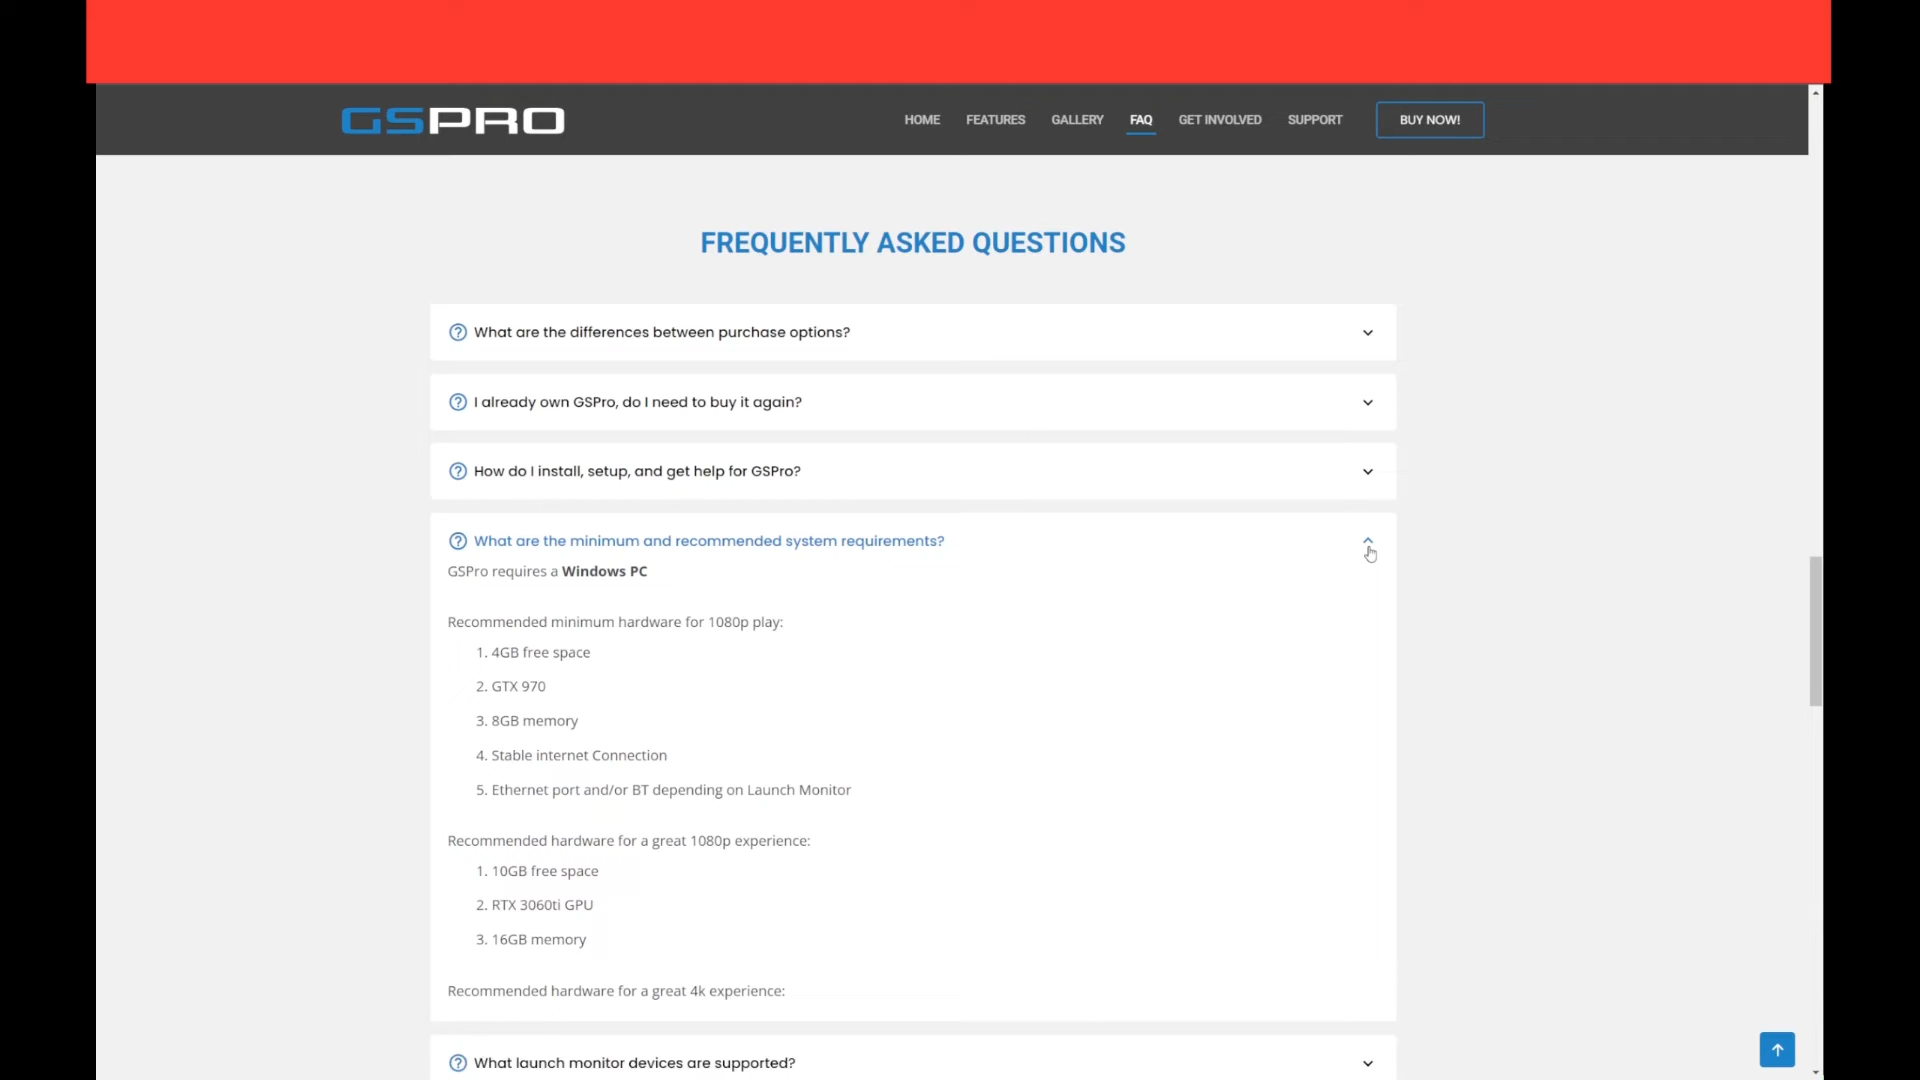 GSPRO
HOME FEATURES GALLERY FAQ GET INVOLVED SUPPORT BUY NOW!
FREQUENTLY ASKED QUESTIONS
What are the differences between purchase options?
I already own GSPro, do I need to buy it again?
How do I install, setup, and get help for GSPro?
What are the minimum and recommended system requirements?
GSPro requires a Windows PC
Recommended minimum hardware for 1080p play:
1. 4GB free space
2. GTX 970
3. 8GB memory
4. Stable internet Connection
5. Ethernet port and/or BT depending on Launch Monitor
Recommended hardware for a great 1080p experience:
1. 10GB free space
2. RTX 3060ti GPU
3. 16GB memory
Recommended hardware for a great 4k experience:
What launch monitor devices are supported?